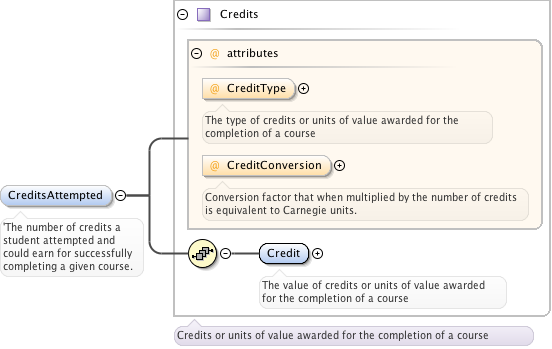 Credits
@ attributes
@ CreditType
The type of credits or units of value awarded for the
completion of a course
@ CreditConversion
Conversion factor that when multiplied by the number of credits
is equivalent to Carnegie units.
CreditsAttempted
'The number of credits a
student attempted and
could earn for successfully
completing a given course.
Credit
The value of credits or units of value awarded
for the completion of a course
Credits or units of value awarded for the completion of a course